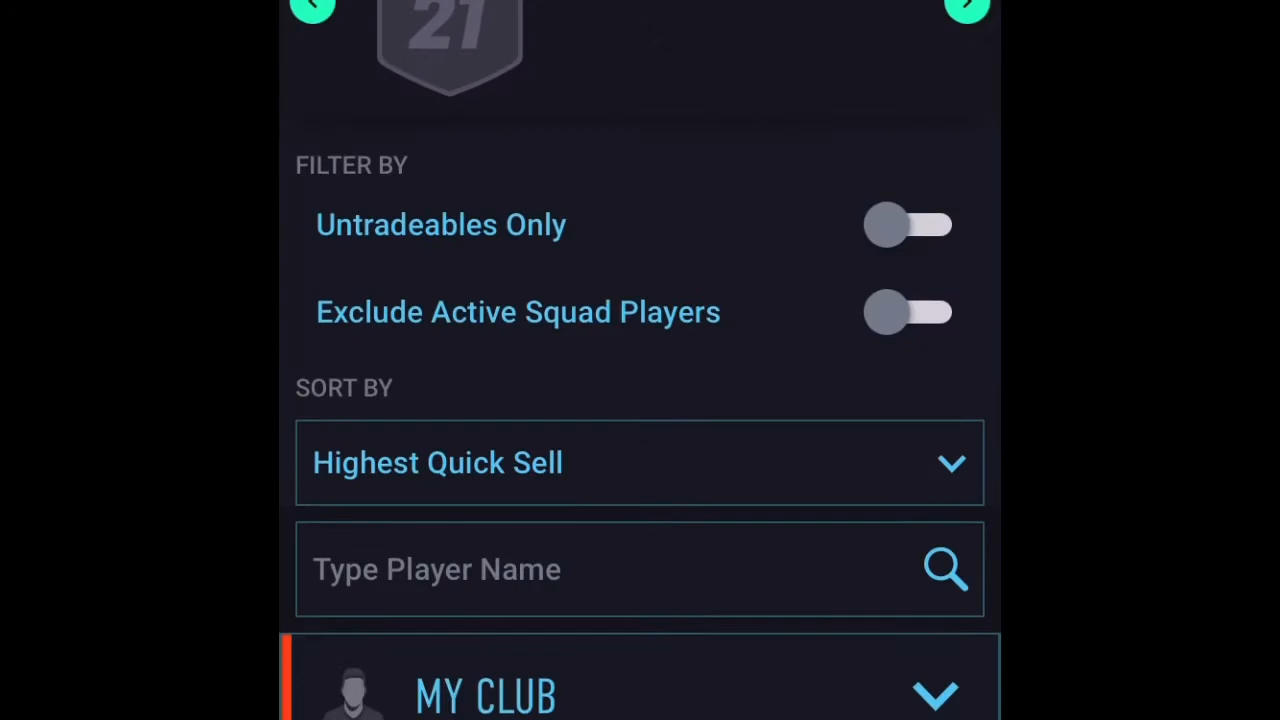 21
FILTER BY
Untradeables Only
Exclude Active Squad Players
SORT BY
Highest Quick Sell
Type Player Name
MY CLUB